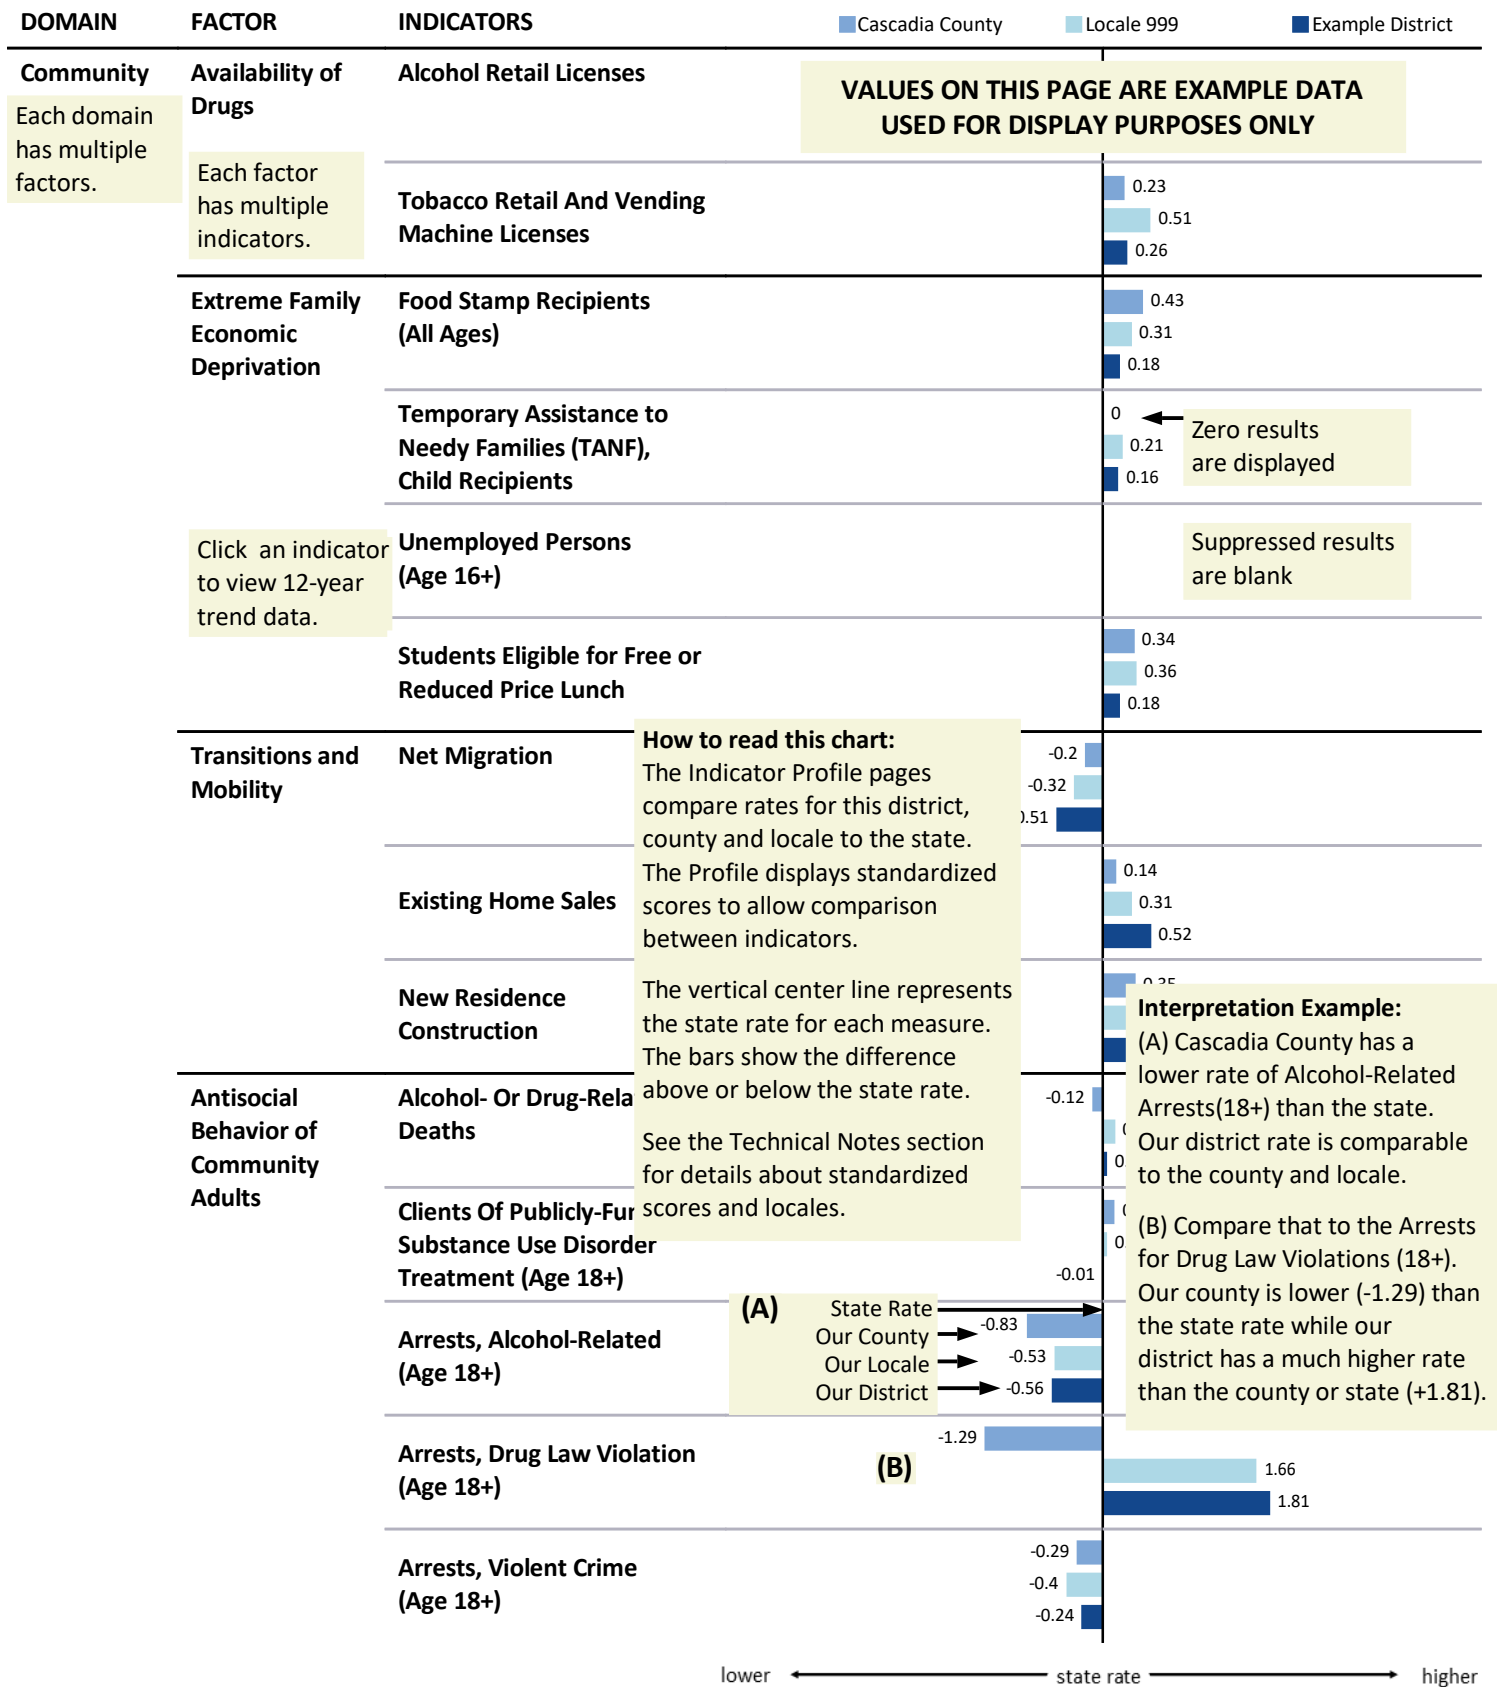 DOMAIN FACTOR INDICATORS Cascadia County Locale 999 Example District
Community Availability of Alcohol Retail Licenses
Drugs
Each domain
has multiple
factors.
Each factor
has multiple
indicators.
VALUES ON THIS PAGE ARE EXAMPLE DATA
USED FOR DISPLAY PURPOSES ONLY
Tobacco Retail And Vending
Machine Licenses
0.23
0.51
0.26
Extreme Family
Economic
Deprivation
Food Stamp Recipients
(All Ages)
0.43
0.31
0.18
Temporary Assistance to
Needy Families (TANF),
Child Recipients
0
0.21
0.16
Zero results
are displayed
Click an indicator
to view 12-year
trend data.
Unemployed Persons
(Age 16+)
Suppressed results
are blank
Students Eligible for Free or
Reduced Price Lunch
0.34
0.36
0.18
Transitions and
Mobility
Net Migration
-0.2
-0.32
.51
How to read this chart:
The Indicator Profile pages
compare rates for this district,
county and locale to the state.
The Profile displays standardized
scores to allow comparison
between indicators.
The vertical center line represents
the state rate for each measure.
The bars show the difference
above or below the state rate.
See the Technical Notes section
for details about standardized
scores and locales.
Existing Home Sales
0.14
0.31
0.52
New Residence
Construction
Interpretation Example:
(A) Cascadia County has a
lower rate of Alcohol-Related
Arrests(18+) than the state.
Our district rate is comparable
to the county and locale.
(B) Compare that to the Arrests
for Drug Law Violations (18+).
Our county is lower (-1.29) than
the state rate while our
district has a much higher rate
than the county or state (+1.81).
Antisocial
Behavior of
Community
Adults
Alcohol- Or Drug-Rela
Deaths
-0.12
Clients Of Publicly-Fun
Substance Use Disorder
Treatment (Age 18+)
-0.01
Arrests, Alcohol-Related
(Age 18+)
(A)
State Rate
Our County
Our Locale
Our District
-0.83
-0.53
-0.56
Arrests, Drug Law Violation
(Age 18+)
(B)
-1.29
1.66
1.81
Arrests, Violent Crime
(Age 18+)
-0.29
-0.4
-0.24
lower state rate higher